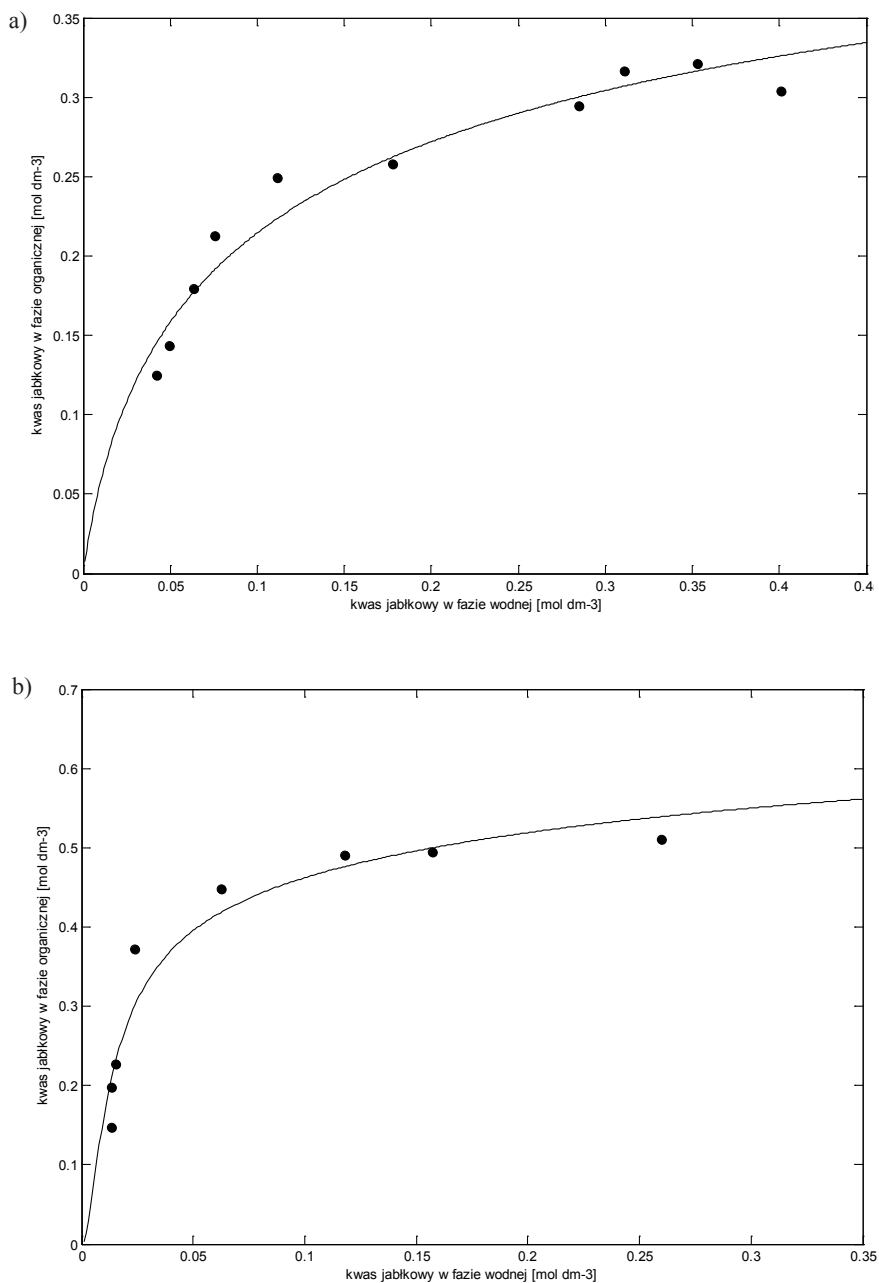 a)
0.35
0.3
0.25
0.2
0.15
0.1
0.05
0
kwas jabłkowy w fazie organicznej [mol dm-3]
0 0.05 0.1 0.15 0.2 0.25 0.3 0.35 0.4
kwas jabłkowy w fazie wodnej [mol dm-3]
b)
0.7
0.6
0.5
0.4
0.3
0.2
0.1
0
kwas jabłkowy w fazie organicznej [mol dm-3]
0 0.05 0.1 0.15 0.2 0.25 0.3 0.35
kwas jabłkowy w fazie wodnej [mol dm-3]